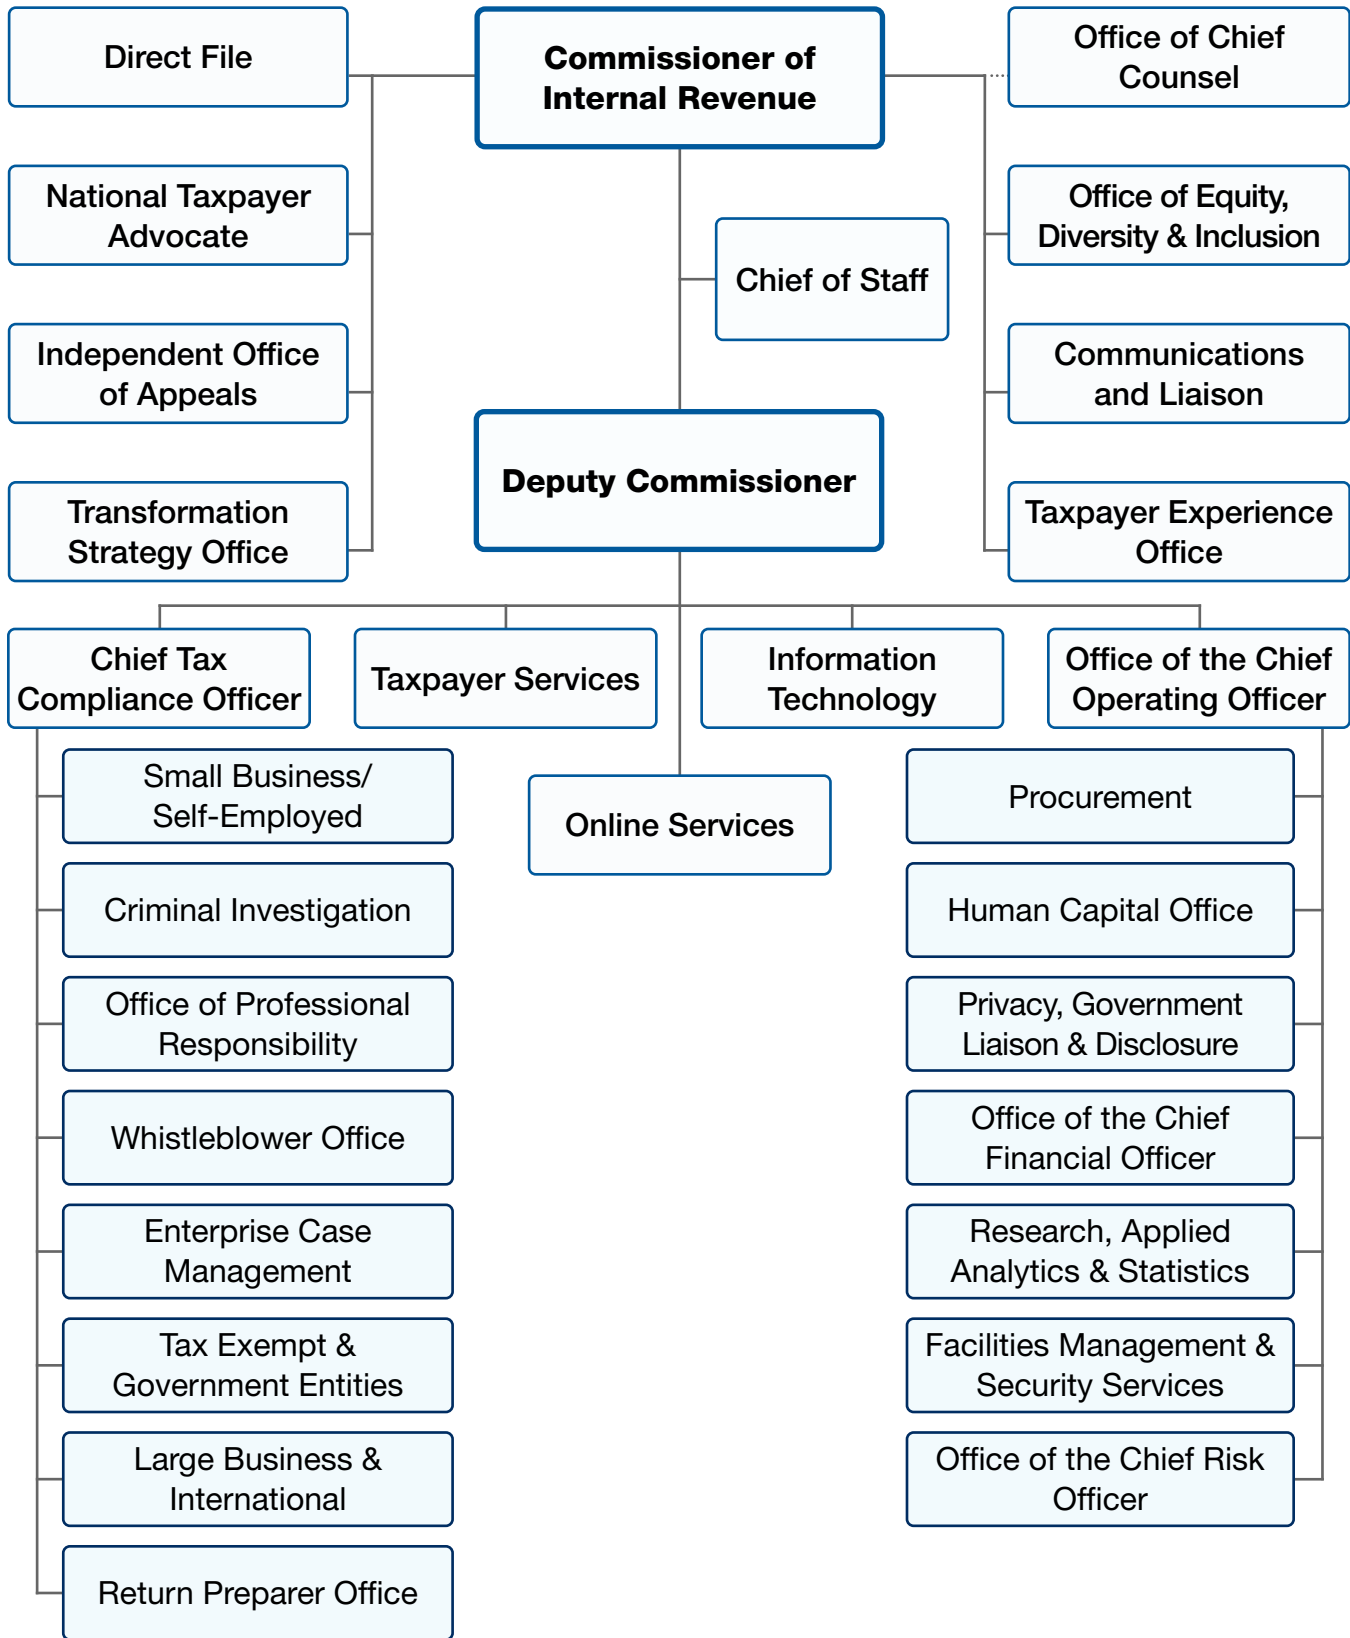 Direct File
Commissioner of
Internal Revenue
Office of Chief
Counsel
National Taxpayer
Advocate
Office of Equity,
Diversity & Inclusion
Chief of Staff
Independent Office
of Appeals
Communications
and Liaison
Deputy Commissioner
Transformation
Strategy Office
Taxpayer Experience
Office
Chief Tax
Compliance Officer
Taxpayer Services
Information
Technology
Office of the Chief
Operating Officer
Small Business/
Self-Employed
Online Services
Procurement
Criminal Investigation
Human Capital Office
Office of Professional
Responsibility
Privacy, Government
Liaison & Disclosure
Whistleblower Office
Office of the Chief
Financial Officer
Enterprise Case
Management
Research, Applied
Analytics & Statistics
Tax Exempt &
Government Entities
Facilities Management &
Security Services
Large Business &
International
Office of the Chief Risk
Officer
Return Preparer Office